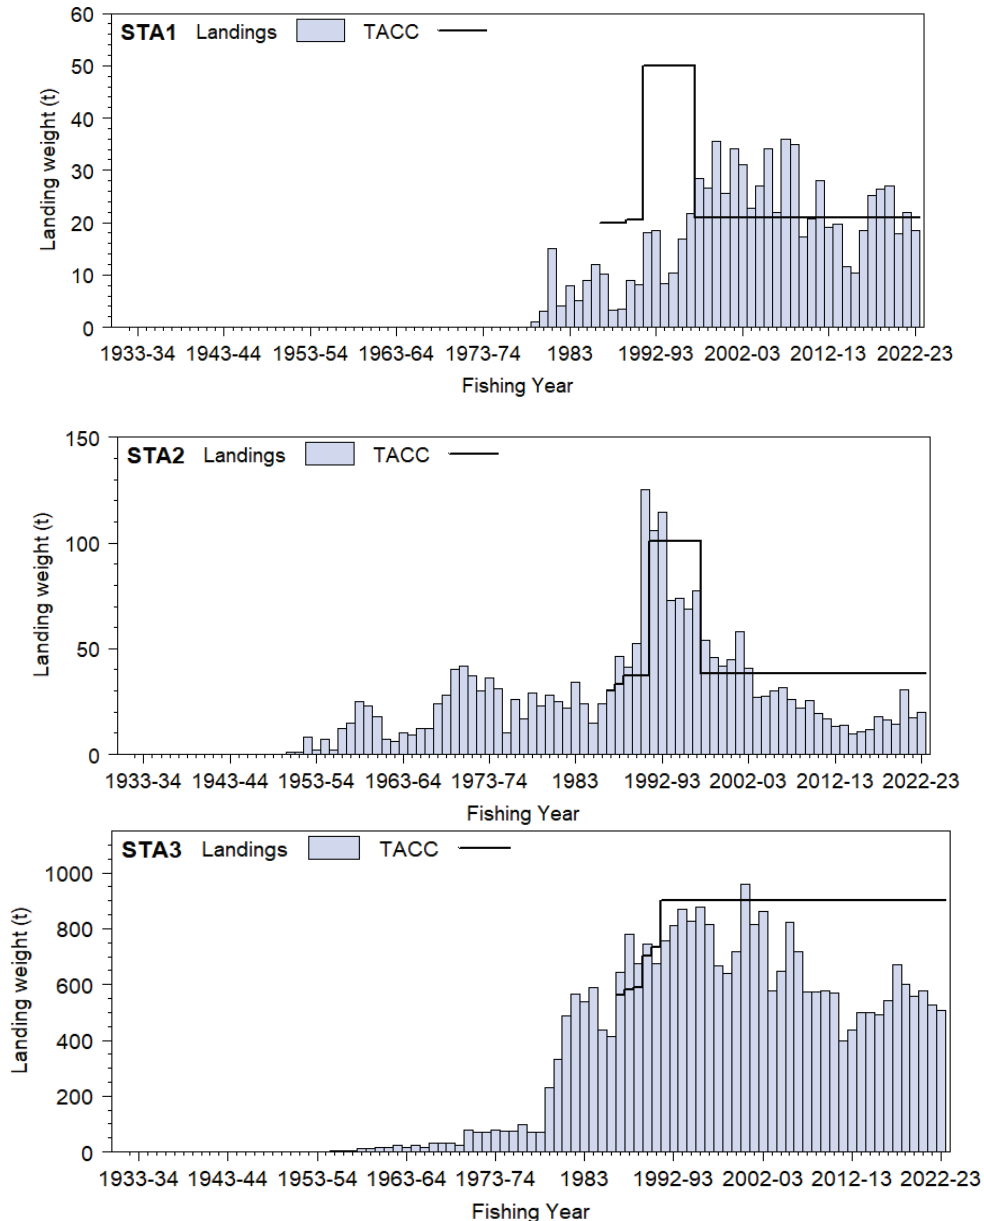 60
STA1 Landings TACC
50
40
30
20
10
0
Landing weight (t)
1933-34 1943-44 1953-54 1963-64 1973-74 1983 1992-93 2002-03 2012-13 2022-23
Fishing Year
150
STA2 Landings TACC
100
50
0
Landing weight (t)
1933-34 1943-44 1953-54 1963-64 1973-74 1983 1992-93 2002-03 2012-13 2022-23
Fishing Year
STA3 Landings TACC
1000
800
600
400
200
0
Landing weight (t)
1933-34 1943-44 1953-54 1963-64 1973-74 1983 1992-93 2002-03 2012-13 2022-23
Fishing Year